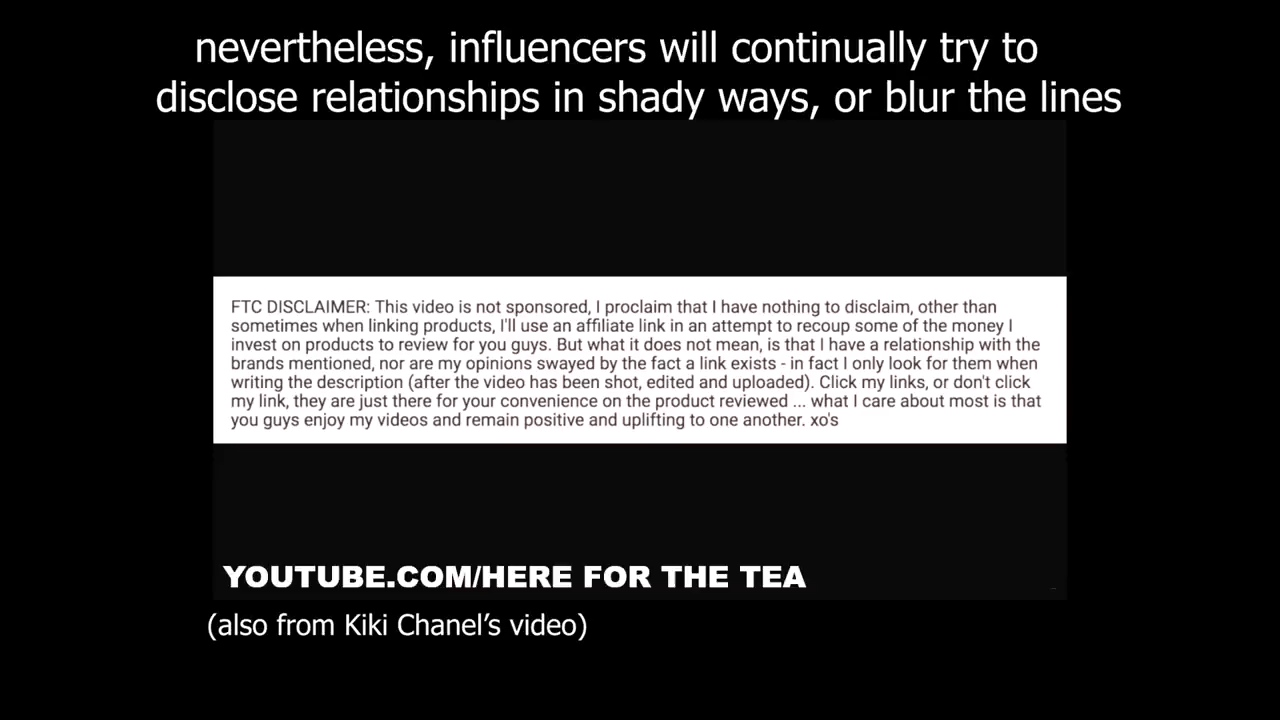 nevertheless, influencers will continually try to
disclose relationships in shady ways, or blur the lines
FTC DISCLAIMER: This video is not sponsored, I proclaim that I have nothing to disclaim, other than
sometimes when linking products, I'll use an affiliate link in an attempt to recoup some of the money I
invest on products to review for you guys. But what it does not mean, is that I have a relationship with the
brands mentioned, nor are my opinions swayed by the fact a link exists - in fact I only look for them when
writing the description (after the video has been shot, edited and uploaded). Click my links, or don't click
my link, they are just there for your convenience on the product reviewed ... what I care about most is that
you guys enjoy my videos and remain positive and uplifting to one another. xo's
YOUTUBE.COM/HERE FOR THE TEA
(also from Kiki Chanel’s video)